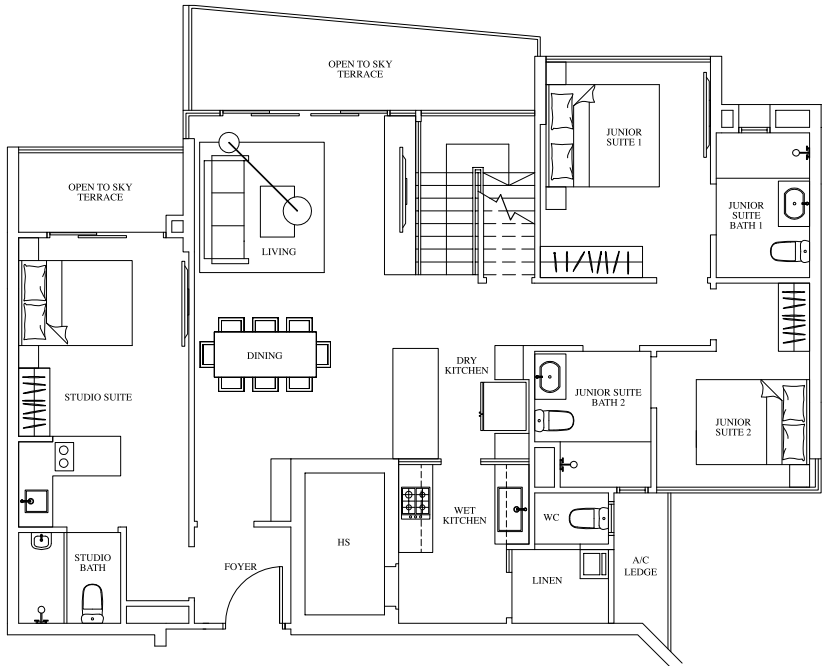 OPEN TO SKY
TERRACE
OPEN TO SKY
TERRACE
JUNIOR
SUITE 1
JUNIOR
SUITE
BATH 1
LIVING
DINING
DRY
KITCHEN
STUDIO SUITE
JUNIOR SUITE
BATH 2
JUNIOR
SUITE 2
WET
KITCHEN
WC
HS
STUDIO
BATH
FOYER
LINEN
A/C
LEDGE